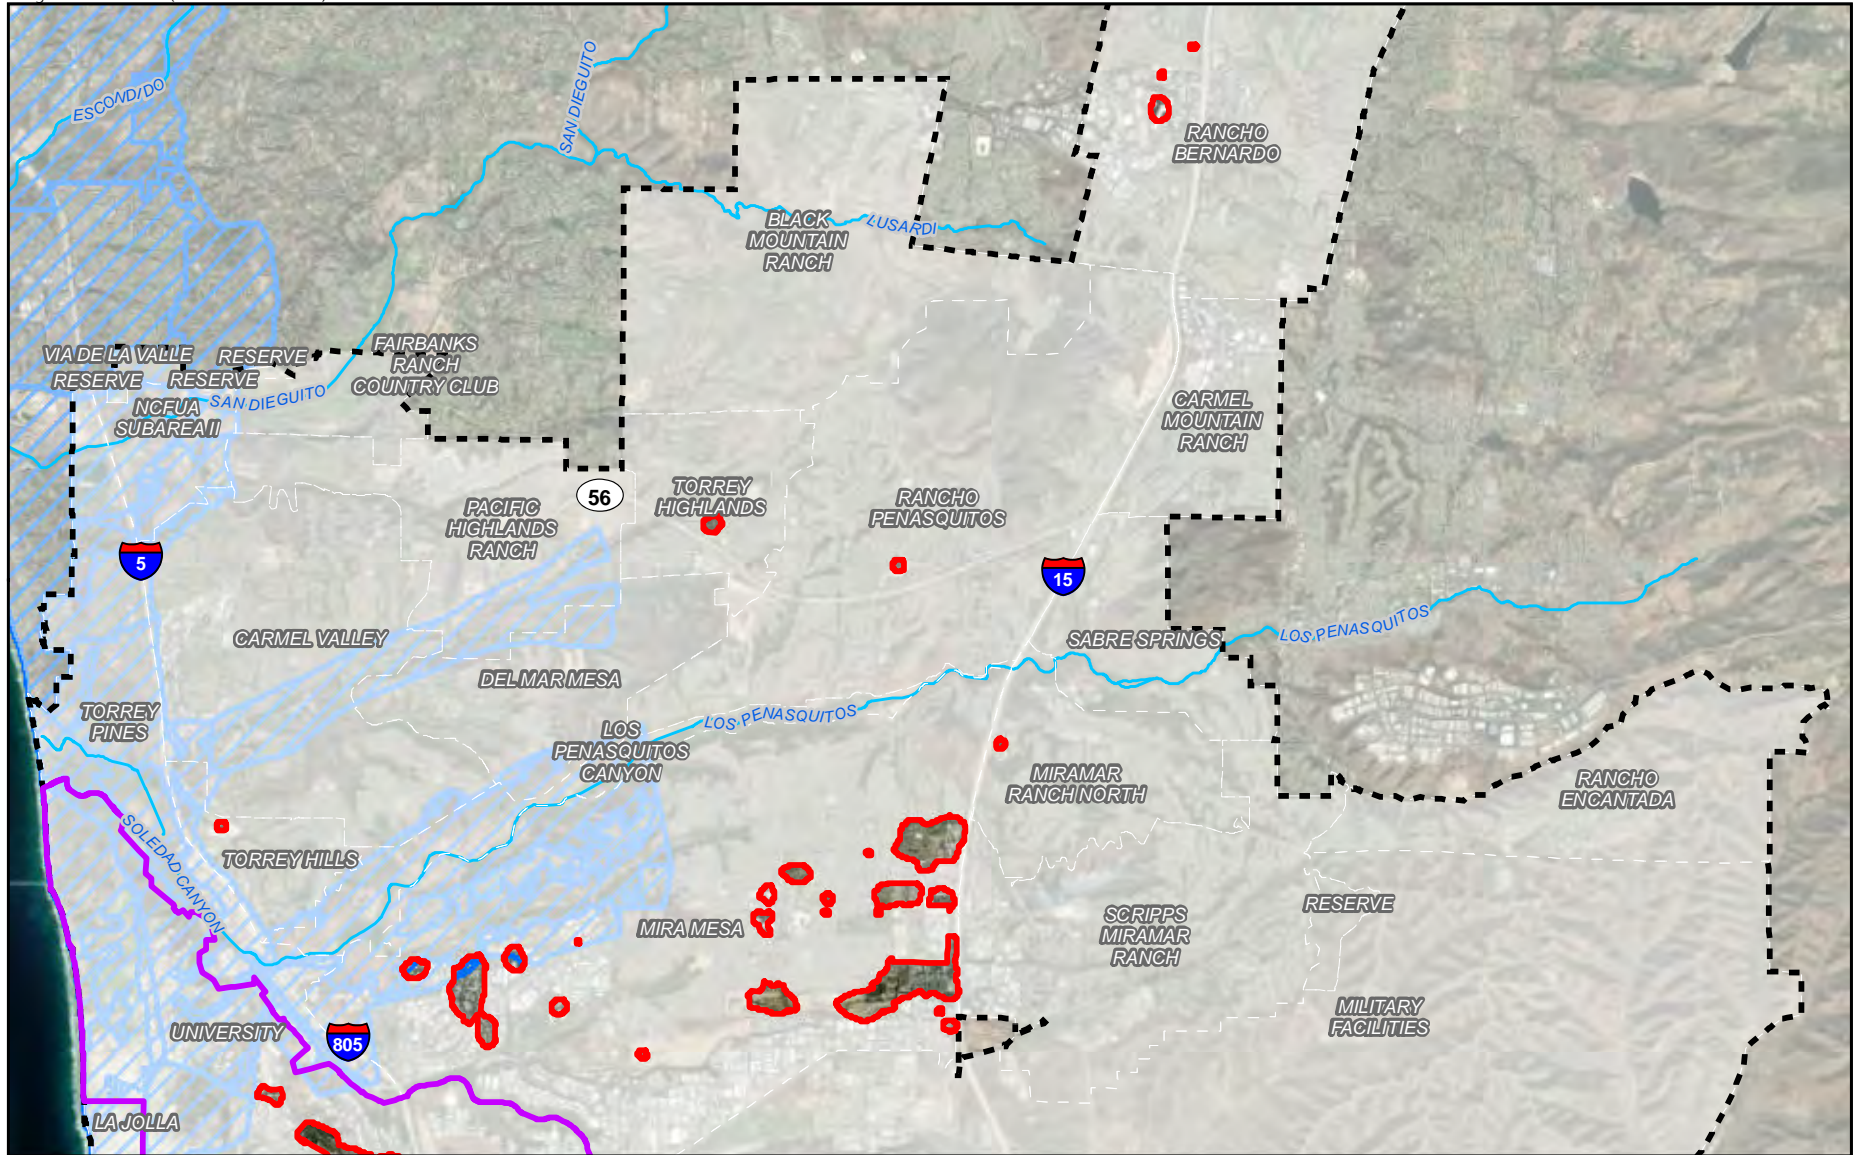 ESCONDIDO
SAN DIEGUITO
RANCHO
BERNARDO
BLACK
MOUNTAIN
RANCH
LUSARDI
VIA DE LA VALLE
RESERVE
FAIRBANKS
RANCH
COUNTRY CLUB
RESERVE
RESERVE
SAN DIEGUITO
NCFUA
SUBAREA II
CARMEL
MOUNTAIN
RANCH
56
TORREY
HIGHLANDS
RANCHO
PENASQUITOS
PACIFIC
HIGHLANDS
RANCH
5
15
CARMEL VALLEY
SABRE SPRINGS
LOS PENASQUITOS
DEL MAR MESA
TORREY
PINES
LOS PENASQUITOS
LOS
PENASQUITOS
CANYON
MIRAMAR
RANCH NORTH
RANCHO
ENCANTADA
SOLEDAD CANYON
TORREY HILLS
MIRA MESA
SCRIPPS
MIRAMAR
RANCH
RESERVE
UNIVERSITY
805
MILITARY
FACILITIES
LA JOLLA